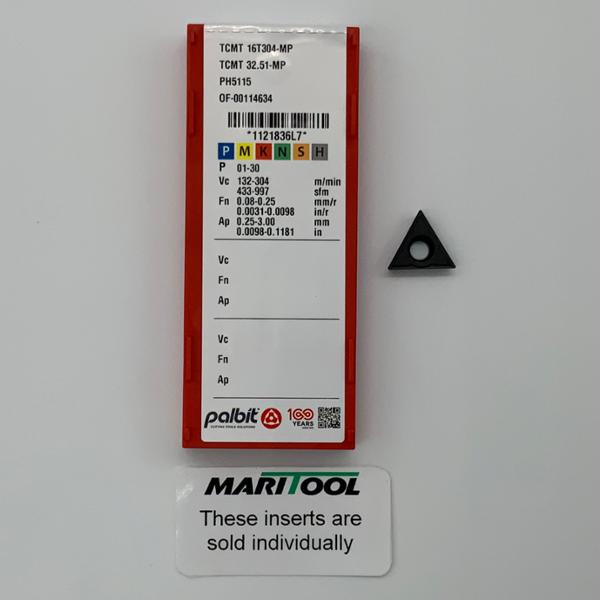 TCMT 16T304-MP
TCMT 32.51-MP
PH5115
OF-00114634
*1121836L7*
P M K N S H
P 01-30
Vc 132-304 m/min
433-997 sfm
Fn 0.08-0.25 mm/r
0.0031-0.0098 in/r
Ap 0.25-3.00 mm
0.0098-0.1181 in
Vc
Fn
Ap
Vc
Fn
Ap
palbit
CUTTING TOOLS SOLUTIONS
100
YEARS
MARITOOL
These inserts are
sold individually